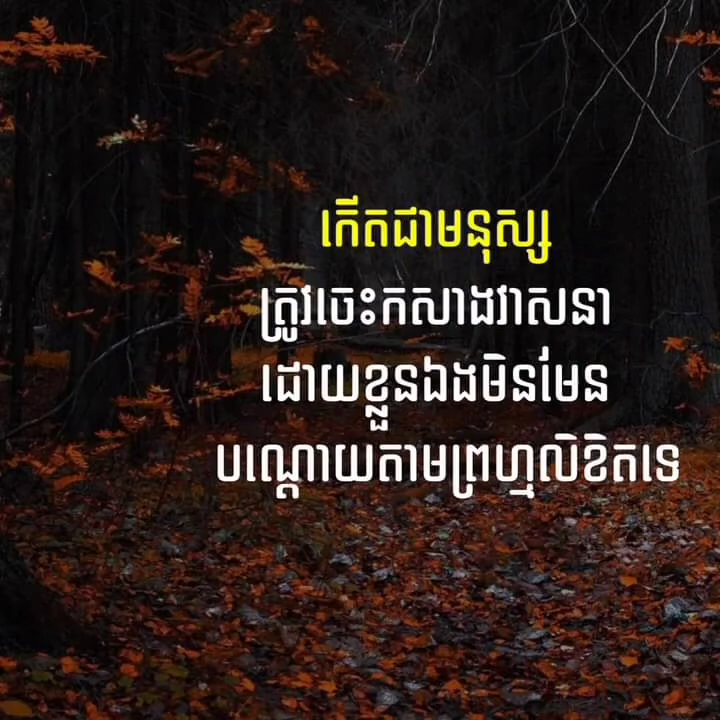 កើតជាមនុស្ស
ត្រូវចេះកសាងវាសនា
ដោយខ្លួនឯងមិនមែន
បណ្ដោយតាមព្រហ្មលិខិតទេ